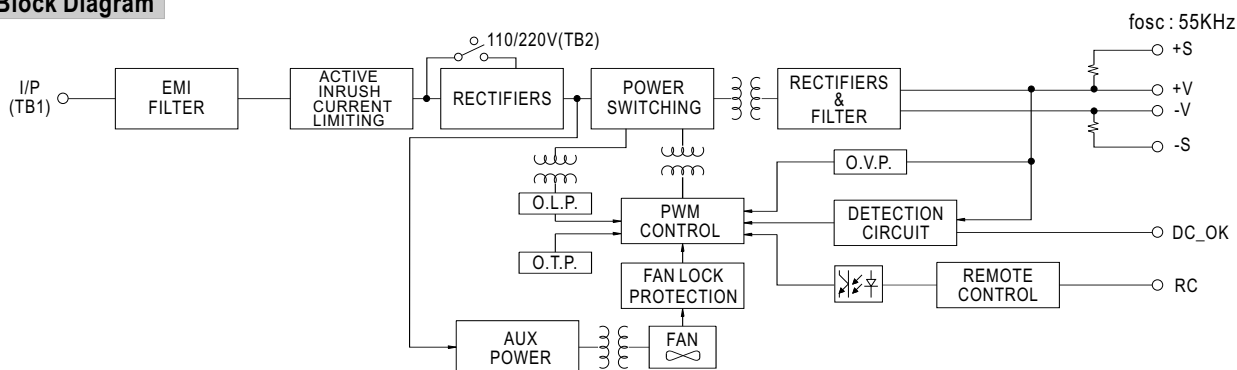 Block Diagram
fosc : 55KHz
I/P
(TB1)
EMI
FILTER
ACTIVE
INRUSH
CURRENT
LIMITING
110/220V(TB2)
RECTIFIERS
POWER
SWITCHING
RECTIFIERS
&
FILTER
+S
+V
-V
-S
O.L.P.
O.T.P.
PWM
CONTROL
O.V.P.
DETECTION
CIRCUIT
DC_OK
FAN LOCK
PROTECTION
REMOTE
CONTROL
RC
AUX
POWER
FAN